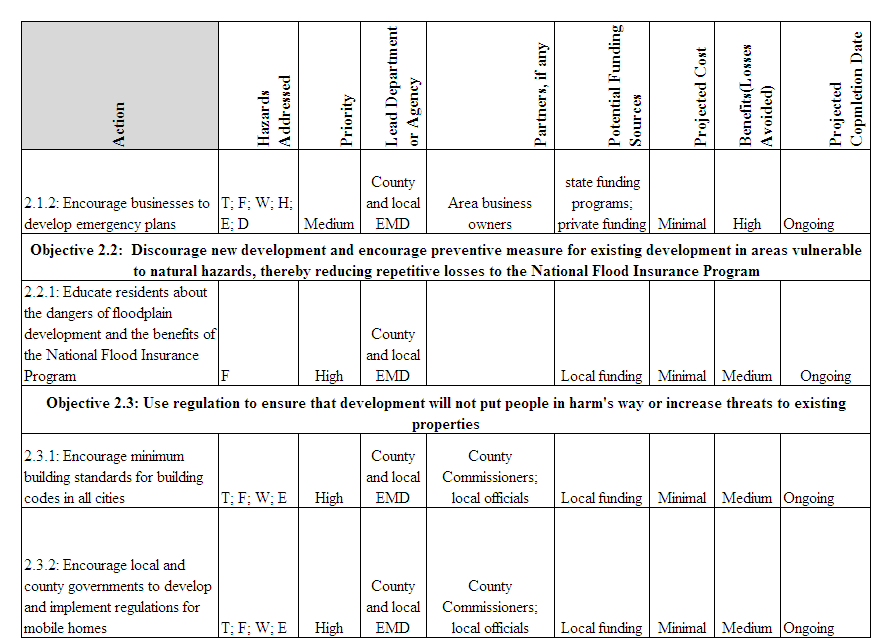 Action
Hazards
Addressed
Priority
Lead Department
or Agency
Partners, if any
Potential Funding
Sources
Projected Cost
Benefits(Losses
Avoided)
Projected
Copmletion Date
2.1.2: Encourage businesses to
develop emergency plans
T; F; W; H;
E; D
Medium
County
and local
EMD
Area business
owners
state funding
programs;
private funding
Minimal
High
Ongoing
Objective 2.2:  Discourage new development and encourage preventive measure for existing development in areas vulnerable
to natural hazards, thereby reducing repetitive losses to the National Flood Insurance Program
2.2.1: Educate residents about
the dangers of floodplain
development and the benefits of
the National Flood Insurance
Program
F
High
County
and local
EMD
Local funding
Minimal
Medium
Ongoing
Objective 2.3: Use regulation to ensure that development will not put people in harm's way or increase threats to existing
properties
2.3.1: Encourage minimum
building standards for building
codes in all cities
T; F; W; E
High
County
and local
EMD
County
Commissioners;
local officials
Local funding
Minimal
Medium
Ongoing
2.3.2: Encourage local and
county governments to develop
and implement regulations for
mobile homes
T; F; W; E
High
County
and local
EMD
County
Commissioners;
local officials
Local funding
Minimal
Medium
Ongoing